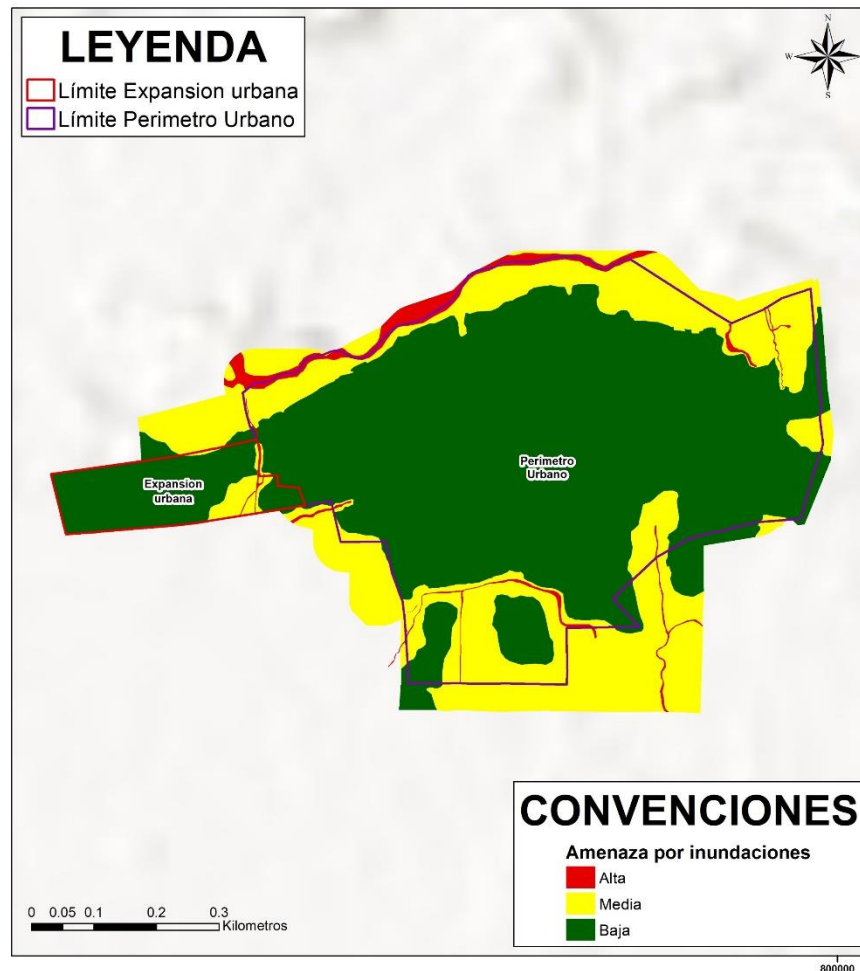 LEYENDA
Límite Expansion urbana
Límite Perimetro Urbano
N
W
S
Perimetro
Urbano
Expansion
urbana
CONVENCIONES
Amenaza por inundaciones
Alta
Media
Baja
0 0.05 0.1 0.2 0.3
Kilometros
800000